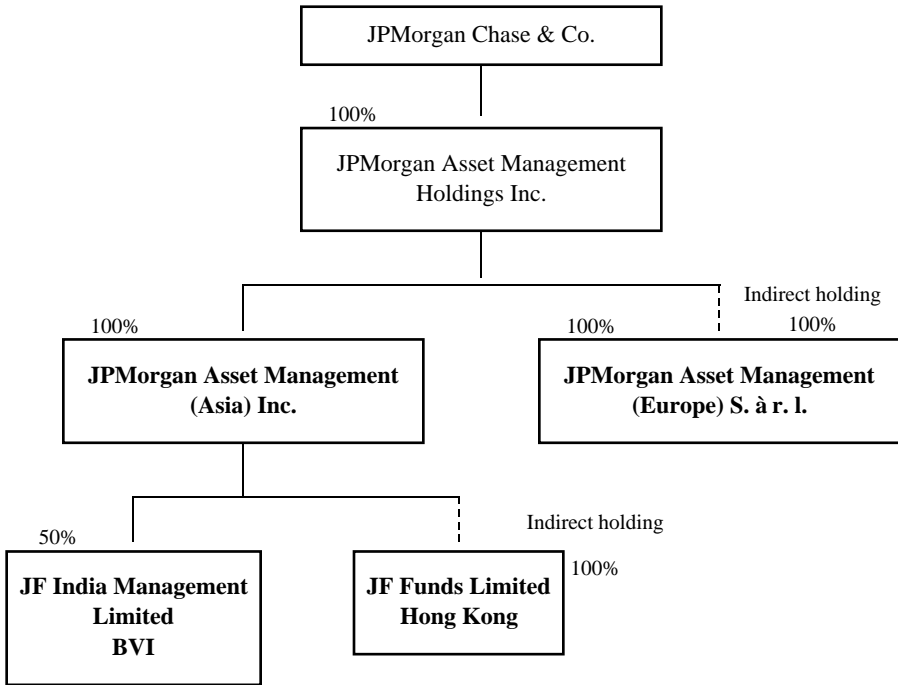 JPMorgan Chase & Co.
100%
JPMorgan Asset Management
Holdings Inc.
Indirect holding
100%
100%
100%
JPMorgan Asset Management
(Asia) Inc.
JPMorgan Asset Management
(Europe) S. à r. l.
Indirect holding
50%
100%
JF India Management
Limited
BVI
JF Funds Limited
Hong Kong